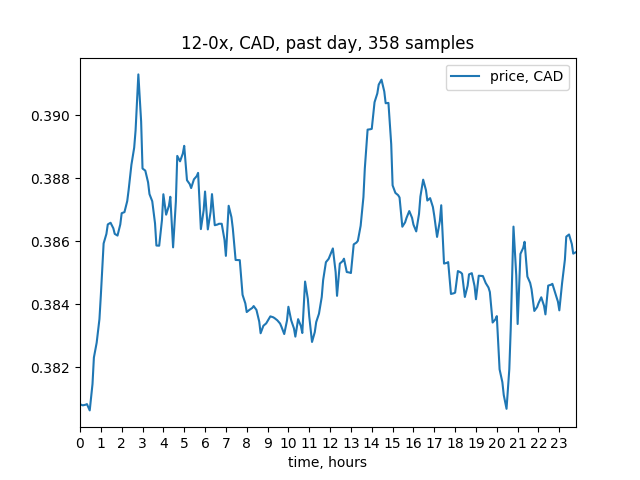 12-0x, CAD, past day, 358 samples
price, CAD
0.390
0.388
0.386
0.384
0.382
0 1 2 3 4 5 6 7 8 9 10 11 12 13 14 15 16 17 18 19 20 21 22 23
time, hours